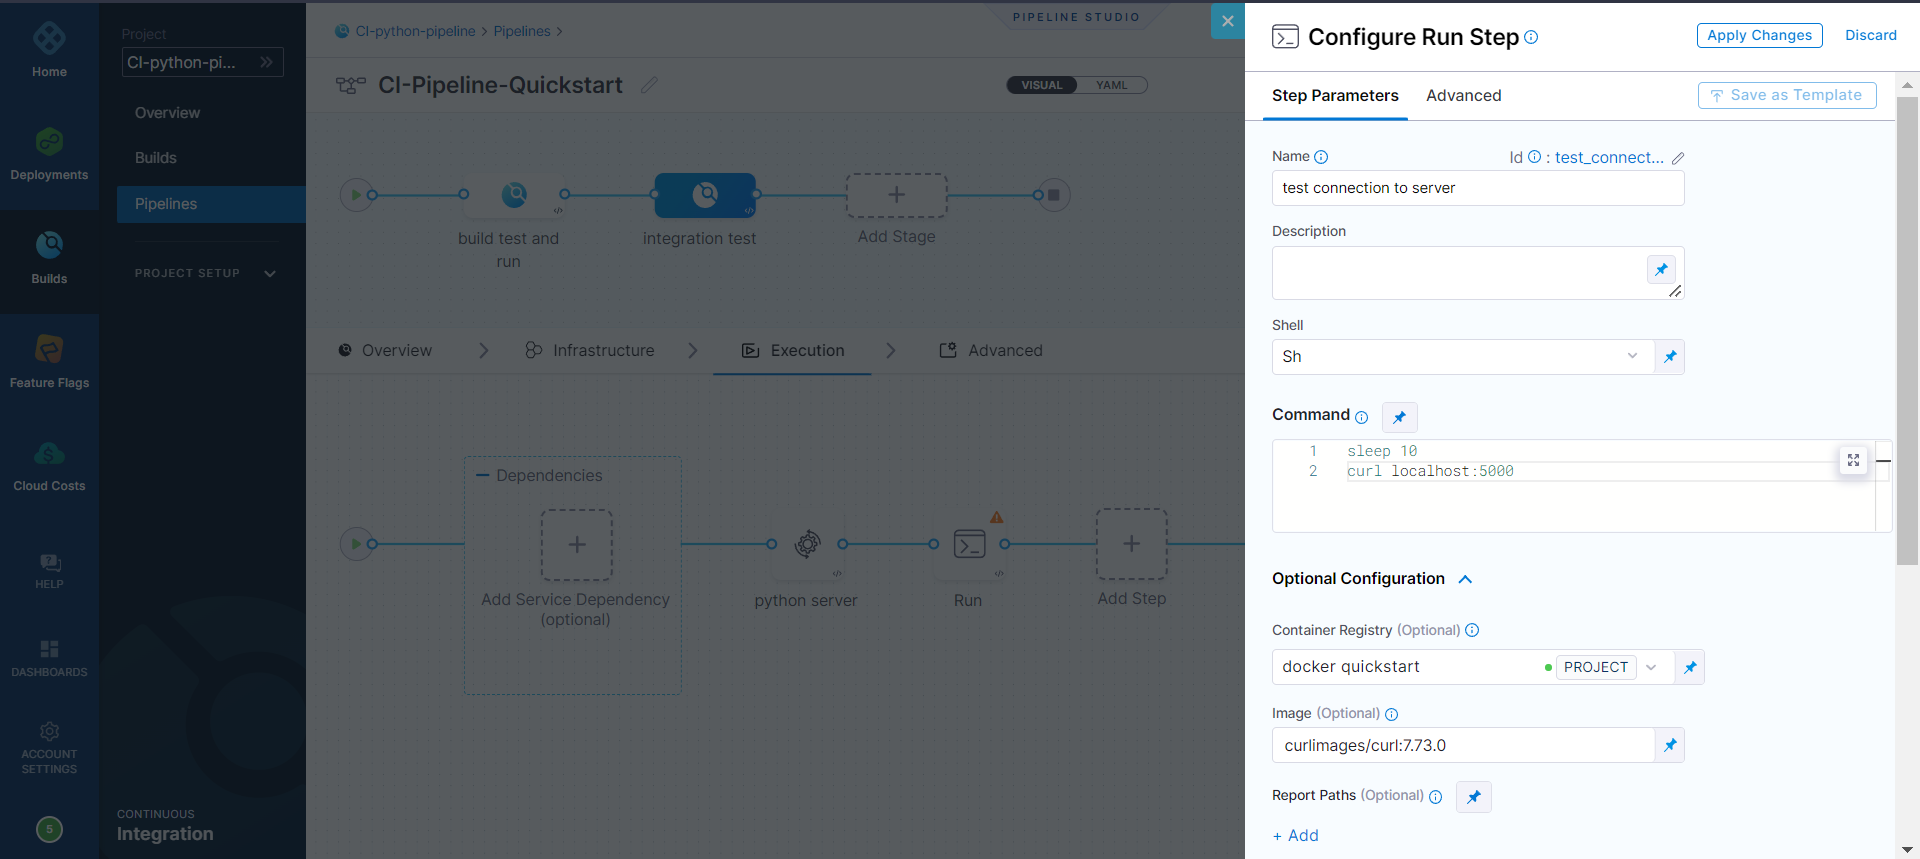 Home
Deployments
Builds
Feature Flags
Cloud Costs
HELP
DASHBOARDS
ACCOUNT
SETTINGS
5
Project
CI-python-pi...
Overview
Builds
Pipelines
PROJECT SETUP
CONTINUOUS
Integration
CI-python-pipeline > Pipelines >
PIPELINE STUDIO
CI-Pipeline-Quickstart
VISUAL YAML
build test and
run
integration test
Add Stage
Overview
Infrastructure
Execution
Advanced
Dependencies
Add Service Dependency
(optional)
python server
Run
Add Step
Configure Run Step
Apply Changes
Discard
Step Parameters
Advanced
Save as Template
Name
Id : test_connect...
test connection to server
Description
Shell
Sh
Command
1 sleep 10
2 curl localhost:5000
Optional Configuration
Container Registry (Optional)
docker quickstart
PROJECT
Image (Optional)
curlimages/curl:7.73.0
Report Paths (Optional)
+ Add